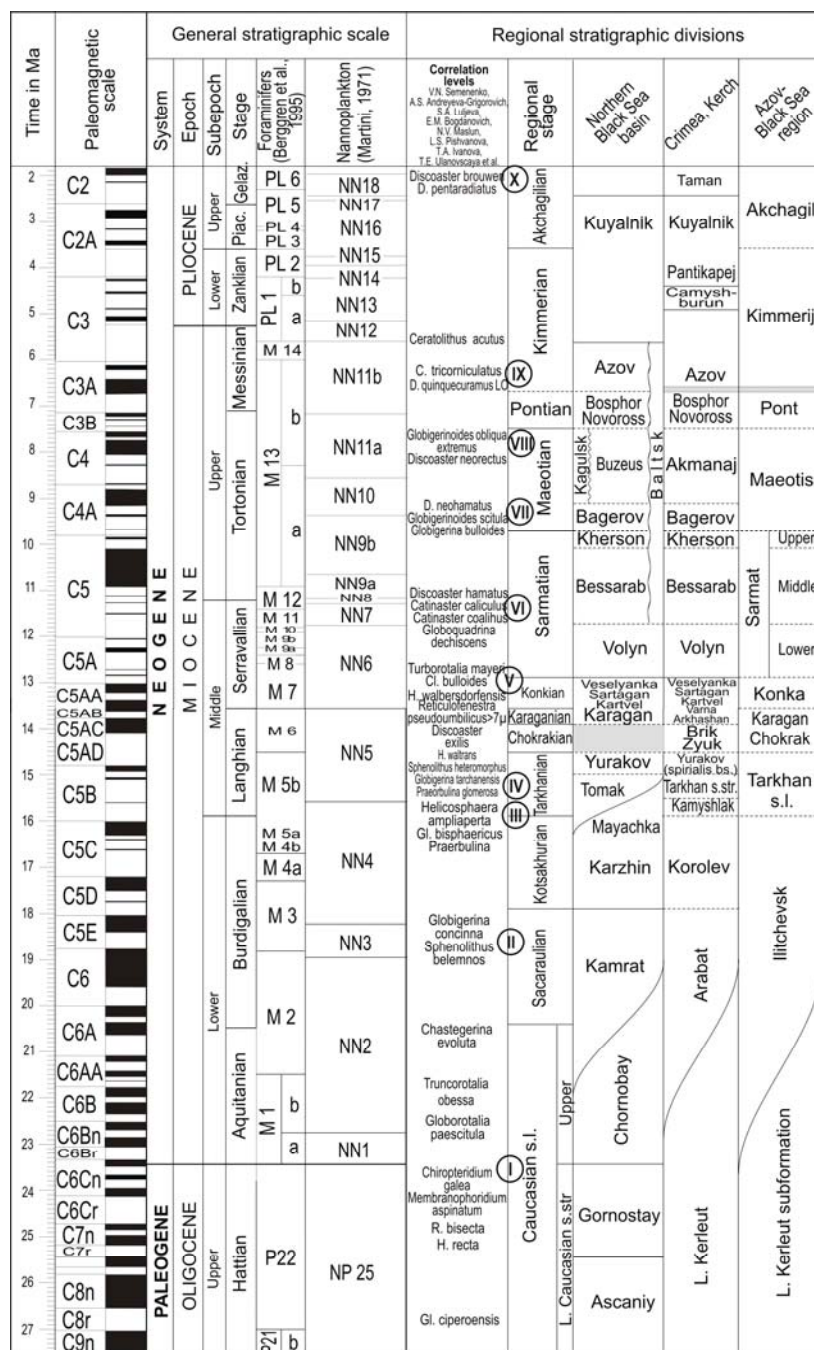 General stratigraphic scale
Regional stratigraphic divisions
Time in Ma
Paleomagnetic
scale
System
Epoch
Subepoch
Stage
Foraminifers
(Berggren et al.,
1995)
Nannoplankton
(Martini, 1971)
Correlation
levels
V.N. Semenenko,
A.S. Andreyeva-Grigorovich,
S.A. Luljeva,
E.M. Bogdanovich,
N.V. Maslun,
L.S. Pishvanova,
T.A. Ivanova,
T.E. Ulanovscaya et al.
Regional
stage
Northern
Black Sea
basin
Crimea, Kerch
Azov-
Black Sea
region
2
3
4
5
6
7
8
9
10
11
12
13
14
15
16
17
18
19
20
21
22
23
24
25
26
27
C2
C2A
C3
C3A
C3B
C4
C4A
C5
C5A
C5AA
C5AB
C5AC
C5AD
C5B
C5C
C5D
C5E
C6
C6A
C6AA
C6B
C6Bn
C6Br
C6Cn
C6Cr
C7n
C7r
C8n
C8r
C9n
NEOGENE
PALEOGENE
PLIOCENE
MIOCENE
OLIGOCENE
Upper
Lower
Upper
Middle
Lower
Upper
Gelaz.
Piac.
Zanklian
Messinian
Tortonian
Serravallian
Langhian
Burdigalian
Aquitanian
Hattian
PL 6
PL 5
PL 4
PL 3
PL 2
PL 1
b
a
M 14
M 13
b
a
M 12
M 11
M 10
M 9b
M 9a
M 8
M 7
M 6
M 5b
M 5a
M 4b
M 4a
M 3
M 2
M 1
b
a
P22
P21
b
NN18
NN17
NN16
NN15
NN14
NN13
NN12
NN11b
NN11a
NN10
NN9b
NN9a
NN8
NN7
NN6
NN5
NN4
NN3
NN2
NN1
NP 25
Discoaster brouweri
D. pentaradiatus
X
Ceratolithus acutus
C. tricorniculatus
D. quinquecuramus LO
IX
Globigerinoides obliqua
extremus
Discoaster neorectus
VIII
D. neohamatus
Globigerinoides scitula
Globigerina bulloides
VII
Discoaster hamatus
Catinaster caliculus
Catinaster coalihus
Globoquadrina
dechiscens
VI
Turborotalia mayeri
Cl. bulloides
H. walbersdorfensis
V
Reticulofenestra
pseudoumbilicus>7μ
Discoaster
exilis
H. waltrans
Sphenolithus heteromorphus
Globigerina tarchanensis
Praeorbulina glomerosa
IV
Helicosphaera
ampliaperta
Gl. bisphaericus
Praerbulina
III
Globigerina
concinna
Sphenolithus
belemnos
II
Chastegerina
evoluta
Truncorotalia
obessa
Globorotalia
paescitula
I
Chiropteridium
galea
Membranophoridium
aspinatum
R. bisecta
H. recta
Gl. ciperoensis
Akchagilian
Kimmerian
Pontian
Maeotian
Sarmatian
Konkian
Karaganian
Chokrakian
Tarkhanian
Kotsakhuran
Sacaraulian
Caucasian s.l.
Upper
L. Caucasian s.str
Kuyalnik
Azov
Bosphor
Novoross
Kagulsk
Buzeus
Baltsk
Bagerov
Kherson
Bessarab
Volyn
Veselyanka
Sartagan
Kartvel
Karagan
Yurakov
Tomak
Mayachka
Karzhin
Kamrat
Chornobay
Gornostay
Ascaniy
Taman
Kuyalnik
Pantikapej
Camysh-
burun
Azov
Bosphor
Novoross
Akmanaj
Bagerov
Kherson
Bessarab
Volyn
Veselyanka
Sartagan
Kartvel
Varna
Arkhashan
Brik
Zyuk
Yurakov
(spirialis. bs.)
Tarkhan s.str.
Kamyshlak
Korolev
Arabat
L. Kerleut
Akchagil
Kimmerij
Pont
Maeotis
Sarmat
Upper
Middle
Lower
Konka
Karagan
Chokrak
Tarkhan
s.l.
Ilitchevsk
L. Kerleut subformation